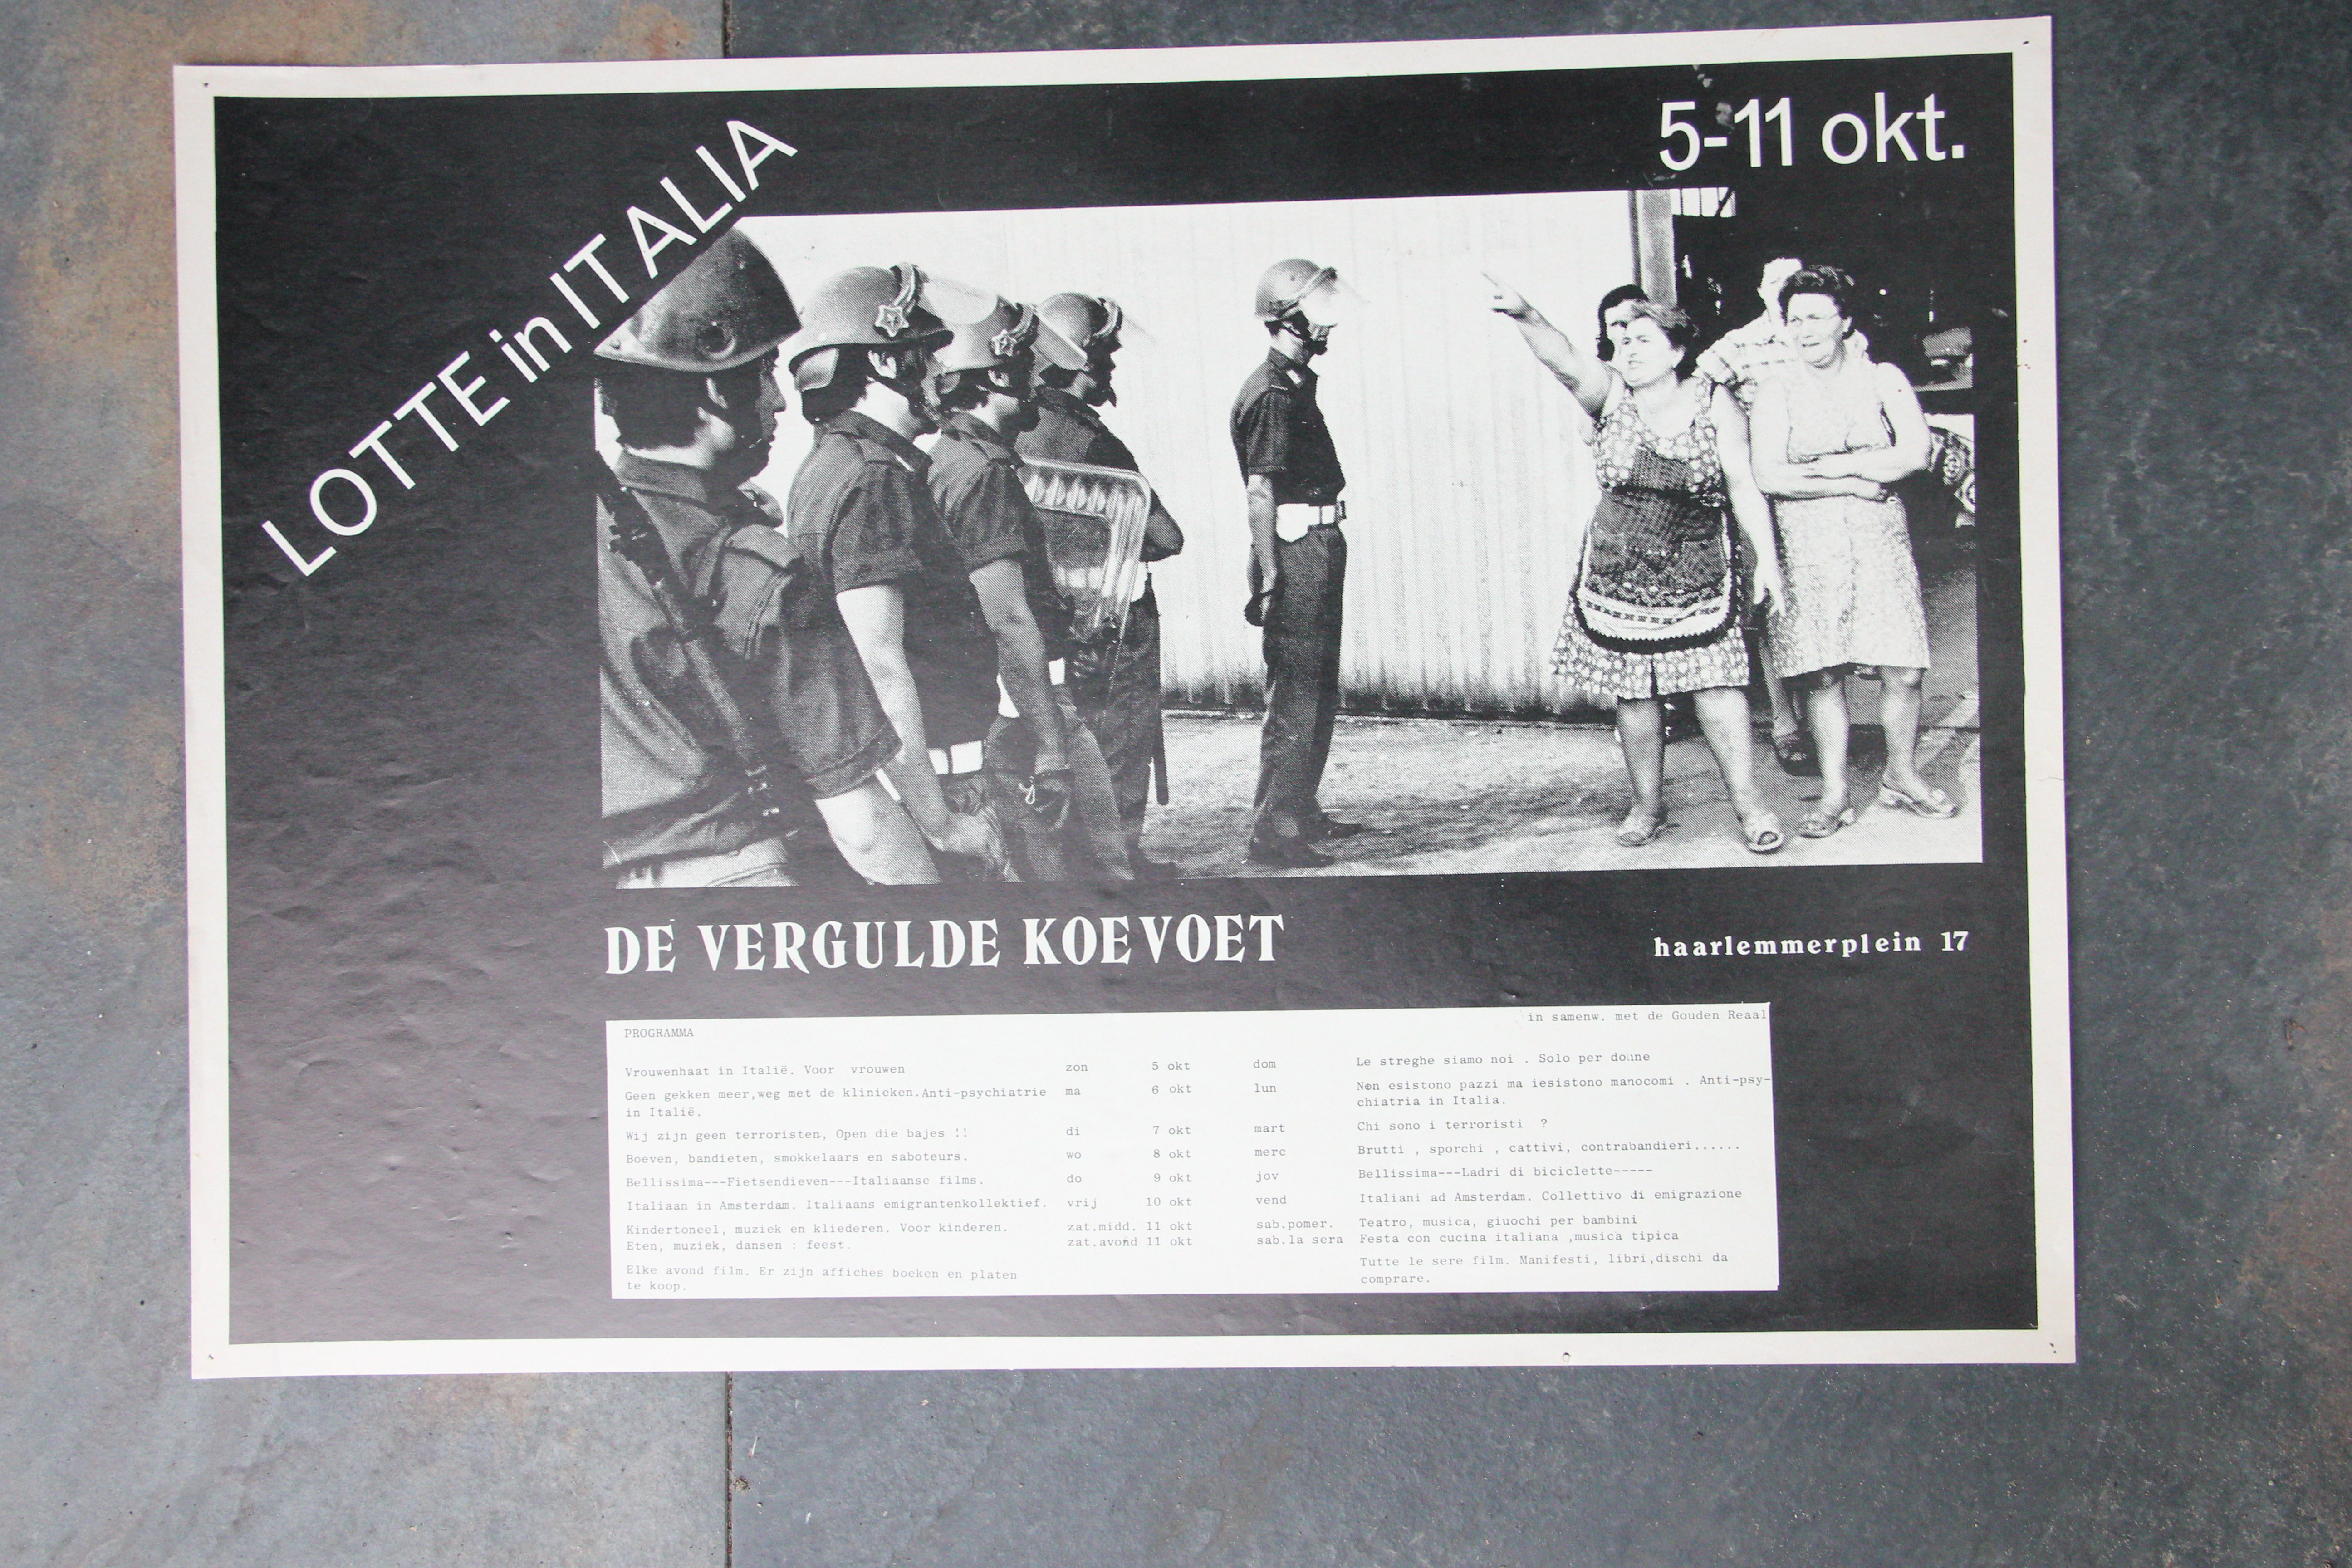 LOTTE in ITALIA
5-11 okt.
DE VERGULDE KOEVOET
haarlemmerplein 17
in samenw. met de Gouden Reaal
PROGRAMMA
Vrouwenhaat in Italië. Voor vrouwen zon 5 okt dom Le streghe siamo noi . Solo per donne
Geen gekken meer,weg met de klinieken.Anti-psychiatrie ma 6 okt lun Non esistono pazzi ma iesistono manocomi . Anti-psy-
in Italië. chiatria in Italia.
Wij zijn geen terroristen, Open die bajes !! di 7 okt mart Chi sono i terroristi ?
Boeven, bandieten, smokkelaars en saboteurs. wo 8 okt merc Brutti , sporchi , cattivi, contrabandieri......
Bellissima---Fietsendieven---Italiaanse films. do 9 okt jov Bellissima---Ladri di biciclette-----
Italiaan in Amsterdam. Italiaans emigrantenkollektief. vrij 10 okt vend Italiani ad Amsterdam. Collettivo di emigrazione
Kindertoneel, muziek en kliederen. Voor kinderen. zat.midd. 11 okt sab.pomer. Teatro, musica, giuochi per bambini
Eten, muziek, dansen : feest. zat.avond 11 okt sab.la sera Festa con cucina italiana ,musica tipica
Elke avond film. Er zijn affiches boeken en platen Tutte le sere film. Manifesti, libri,dischi da
te koop. comprare.